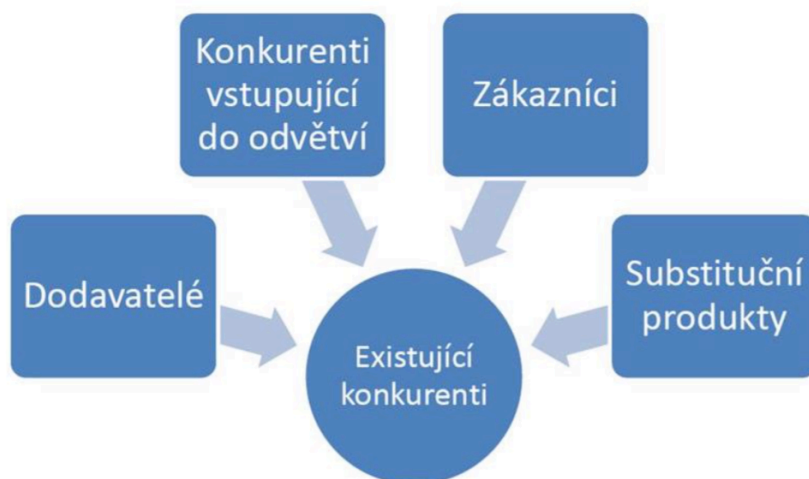 Konkurenti
vstupující
do odvětví
Zákazníci
Dodavatelé
Substituční
produkty
Existující
konkurenti